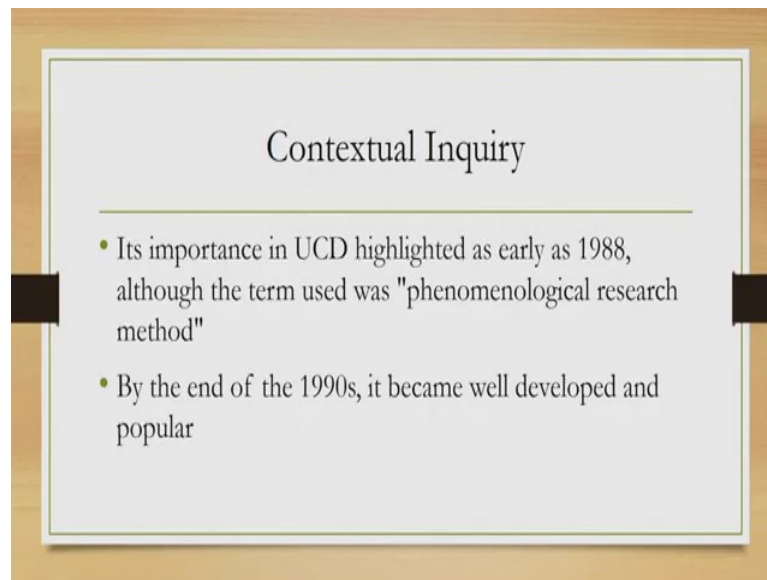 Contextual Inquiry
• Its importance in UCD highlighted as early as 1988,
although the term used was "phenomenological research
method"
• By the end of the 1990s, it became well developed and
popular